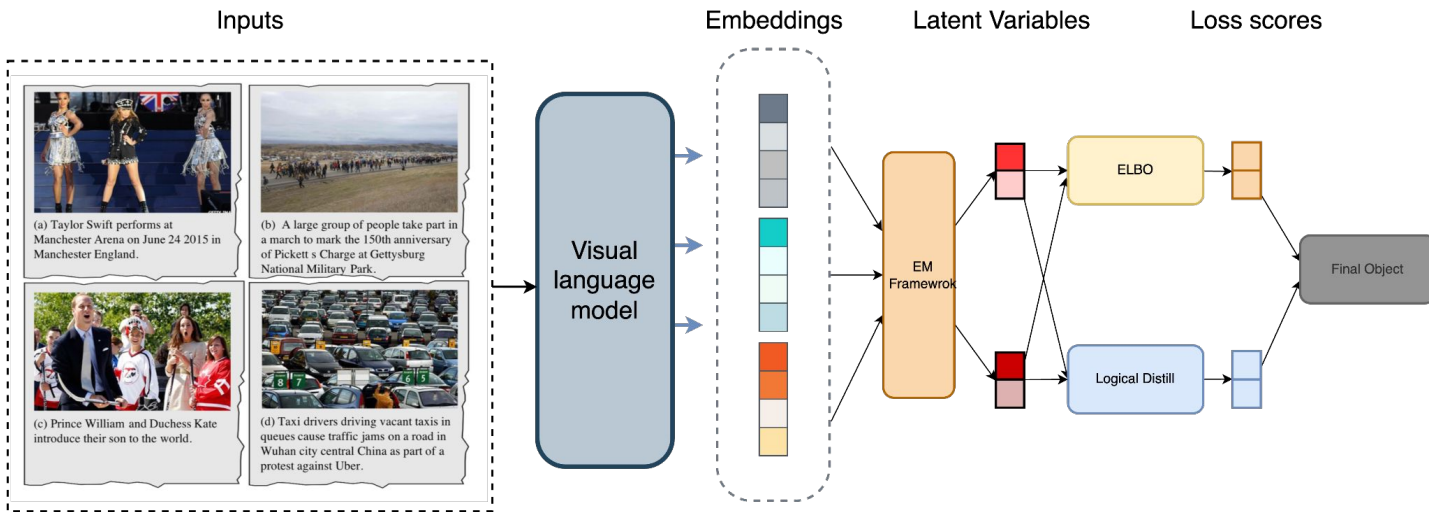 Inputs
Embeddings
Latent Variables
Loss scores
(a) Taylor Swift performs at
Manchester Arena on June 24 2015 in
Manchester England.
(b) A large group of people take part in
a march to mark the 150th anniversary
of Pickett s Charge at Gettysburg
National Military Park.
(c) Prince William and Duchess Kate
introduce their son to the world.
8 7
6 5
(d) Taxi drivers driving vacant taxis in
queues cause traffic jams on a road in
Wuhan city central China as part of a
protest against Uber.
Visual
language
model
EM
Framewrok
ELBO
Logical Distill
Final Object